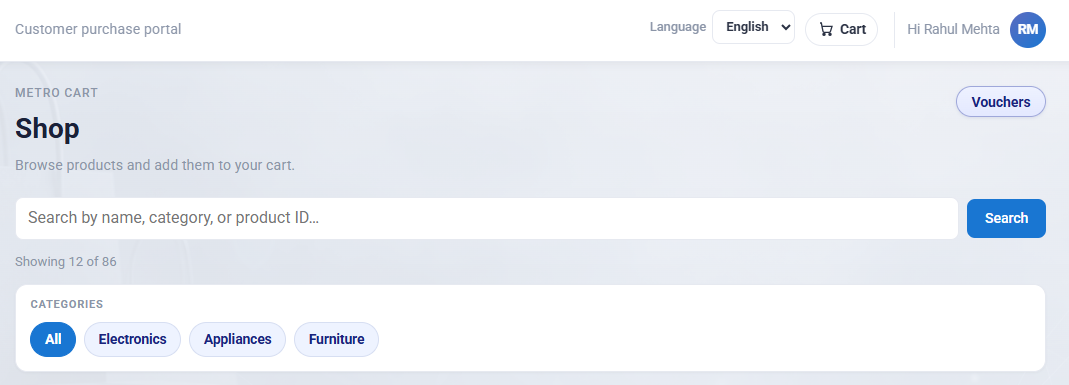 Customer purchase portal
Language English Cart Hi Rahul Mehta RM
METRO CART
Vouchers
Shop
Browse products and add them to your cart.
Search by name, category, or product ID...
Search
Showing 12 of 86
CATEGORIES
All Electronics Appliances Furniture